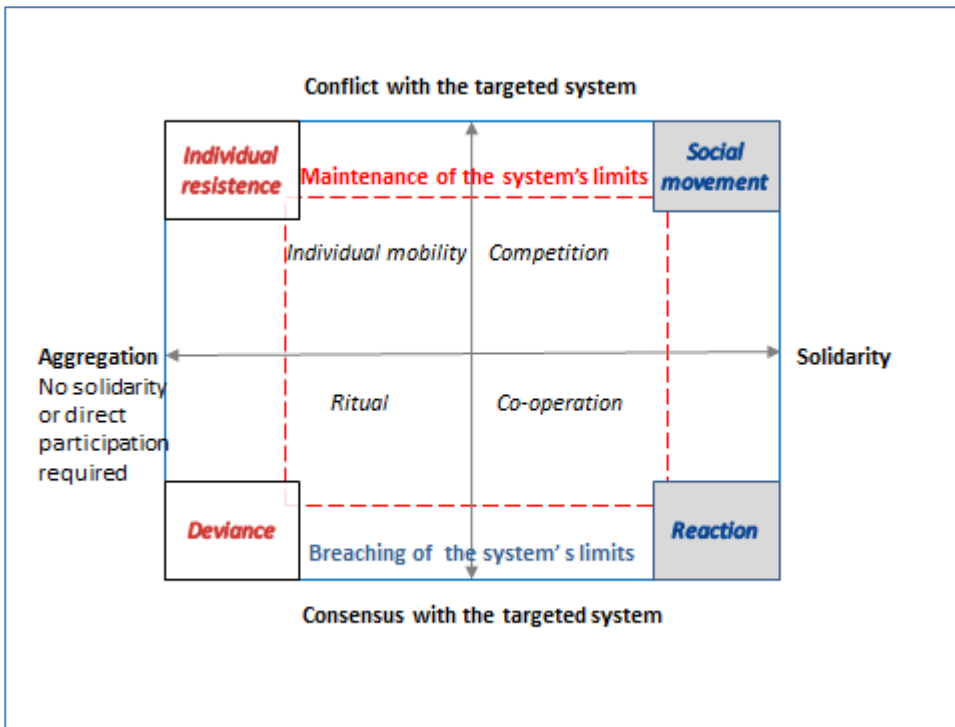 Conflict with the targeted system
Individual
resistence
Maintenance of the system's limits
Social
movement
Individual mobility
Competition
Aggregation
No solidarity
or direct
participation
required
Solidarity
Ritual
Co-operation
Deviance
Breaching of the system' s limits
Reaction
Consensus with the targeted system